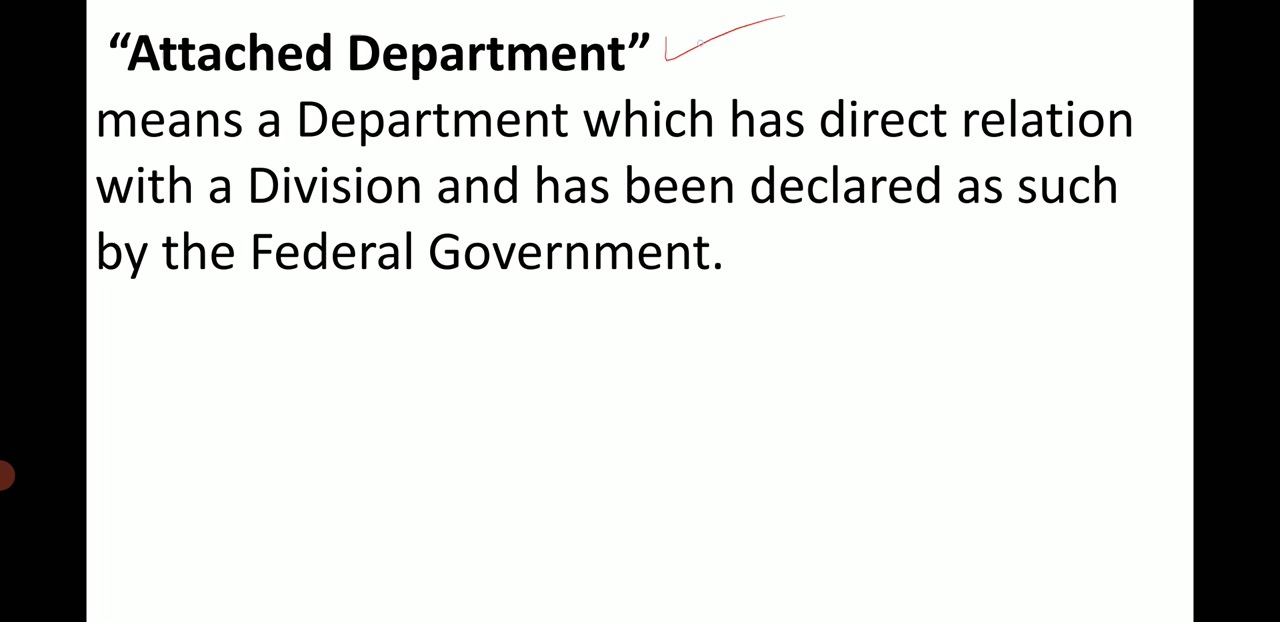 “Attached Department”
means a Department which has direct relation
with a Division and has been declared as such
by the Federal Government.